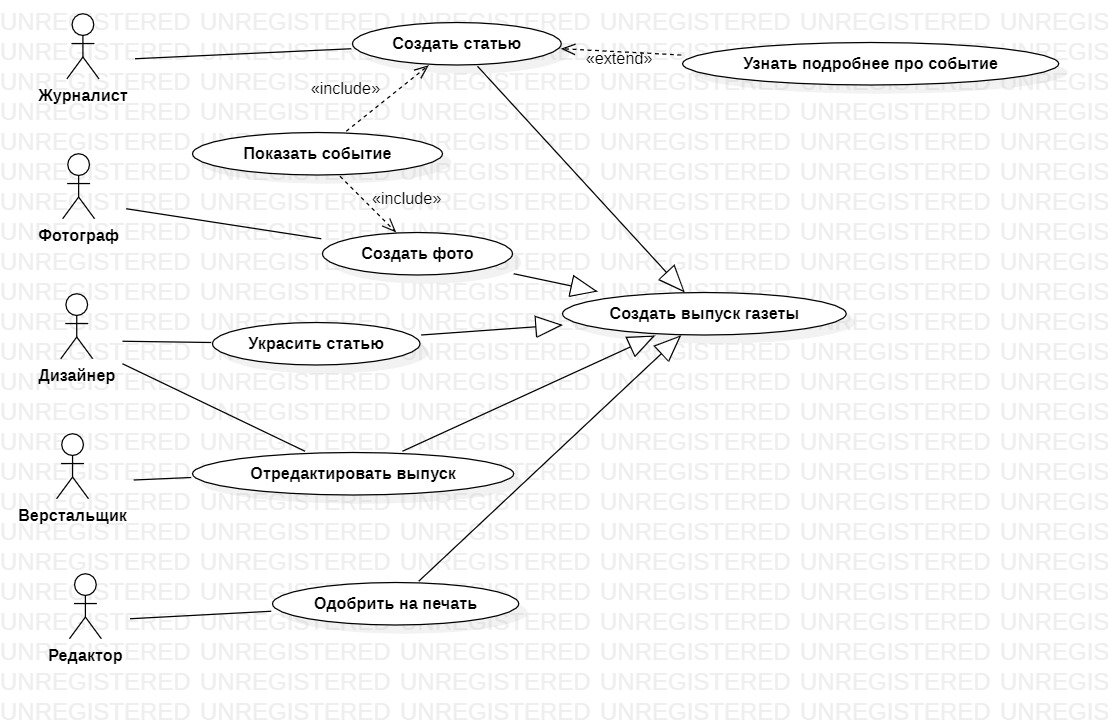 Создать статью
«extend»
Узнать подробнее про событие
Журналист
«include»
Показать событие
«include»
Фотограф
Создать фото
Создать выпуск газеты
Украсить статью
Дизайнер
Отредактировать выпуск
Верстальщик
Одобрить на печать
Редактор
UNREGISTERED UNREGISTERED UNREGISTERED UNREGISTERED UNREGISTERED UNREGIS